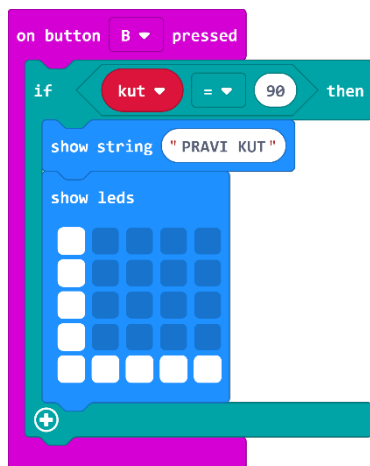 on button B pressed
if kut = 90 then
show string "PRAVI KUT"
show leds